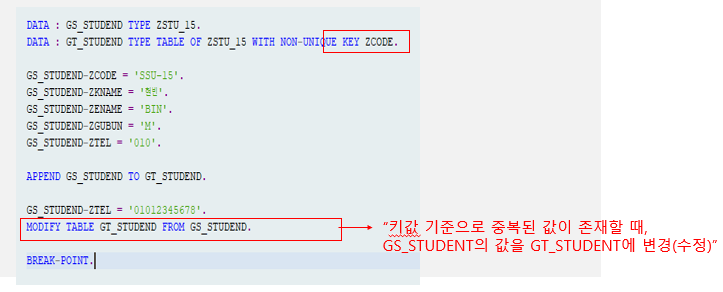 DATA : GS_STUDEND TYPE ZSTU_15.
DATA : GT_STUDEND TYPE TABLE OF ZSTU_15 WITH NON-UNIQUE KEY ZCODE.
GS_STUDEND-ZCODE = 'SSU-15'.
GS_STUDEND-ZKNAME = '현빈'.
GS_STUDEND-ZENAME = 'BIN'.
GS_STUDEND-ZGUBUN = 'M'.
GS_STUDEND-ZTEL = '010'.
APPEND GS_STUDEND TO GT_STUDEND.
GS_STUDEND-ZTEL = '01012345678'.
MODIFY TABLE GT_STUDEND FROM GS_STUDEND.
BREAK-POINT.
“키값 기준으로 중복된 값이 존재할 때,
GS_STUDENT의 값을 GT_STUDENT에 변경(수정)”